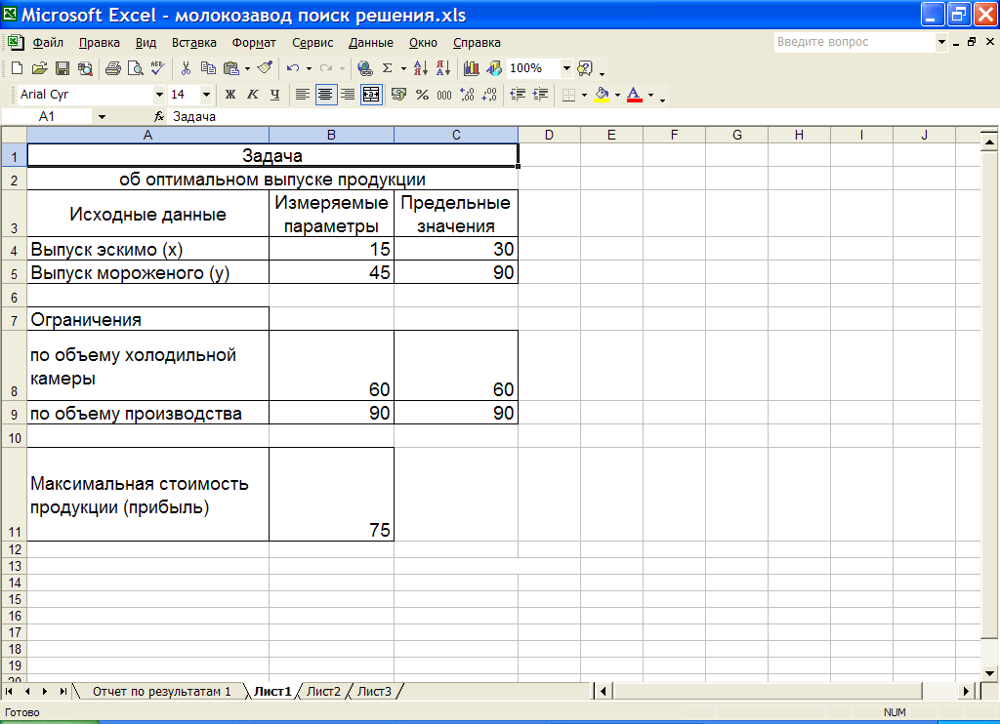 Microsoft Excel - молокозавод поиск решения.xls
Файл Правка Вид Вставка Формат Сервис Данные Окно Справка Введите вопрос
100%
Arial Cyr 14 Ж К Ч % 000
A1 fx Задача
A B C D E F G H I J
1 Задача
2 об оптимальном выпуске продукции
3 Исходные данные Измеряемые параметры Предельные значения
4 Выпуск эскимо (x) 15 30
5 Выпуск мороженого (y) 45 90
6
7 Ограничения
по объему холодильной
камеры
8 60 60
9 по объему производства 90 90
10
Максимальная стоимость
продукции (прибыль)
11 75
12
13
14
15
16
17
18
19
20
Отчет по результатам 1 Лист1 Лист2 Лист3
Готово NUM